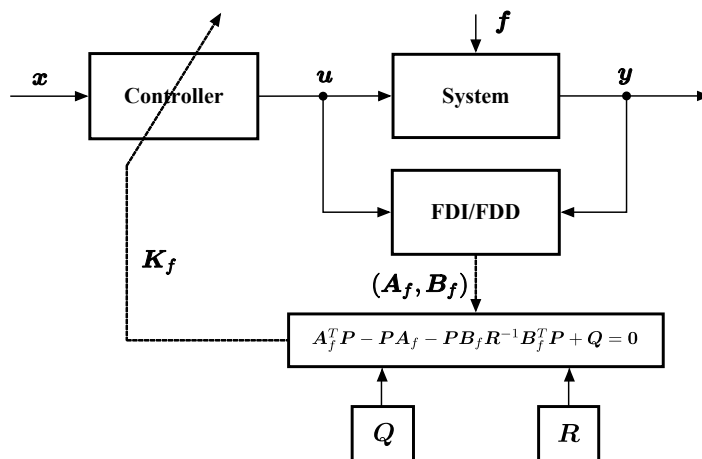 f
x
u
y
Controller
System
FDI/FDD
K_f
(A_f, B_f)
A_f^T P − P A_f − P B_f R^{−1} B_f^T P + Q = 0
Q
R